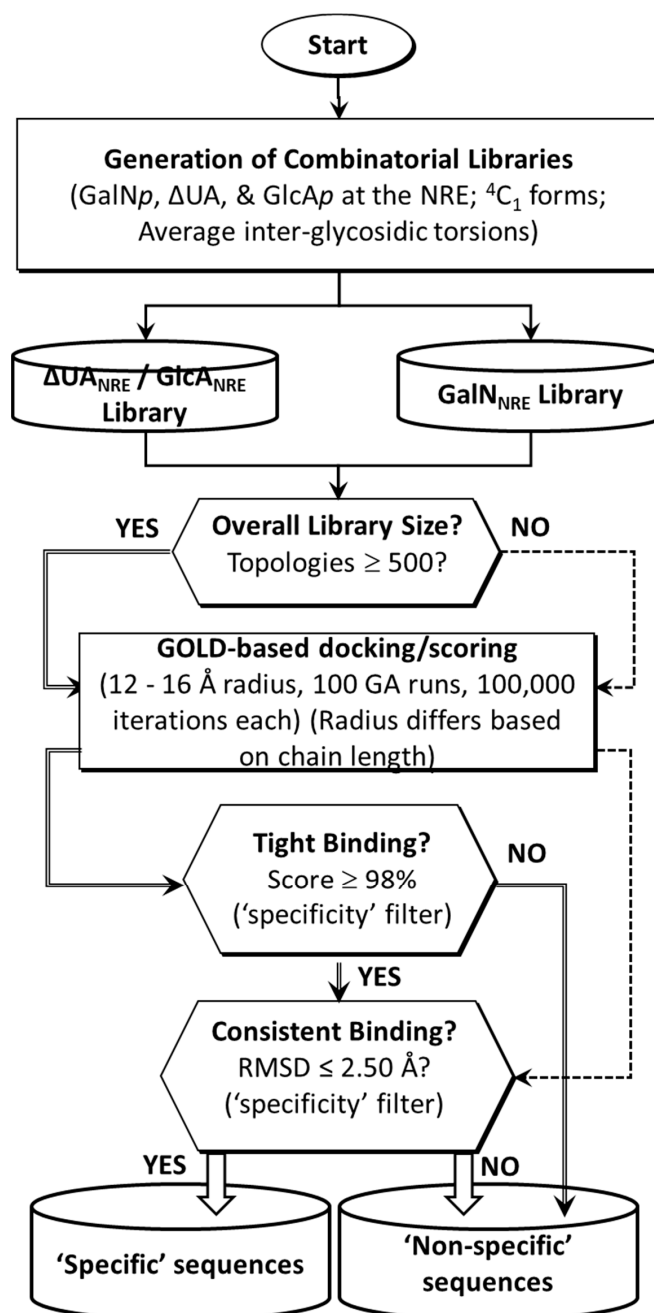 Start
Generation of Combinatorial Libraries
(GalNp, ΔUA, & GlcAp at the NRE; ⁴C₁ forms;
Average inter-glycosidic torsions)
ΔUA_NRE / GlcA_NRE
Library
GalN_NRE Library
YES
Overall Library Size?
NO
Topologies ≥ 500?
GOLD-based docking/scoring
(12 - 16 Å radius, 100 GA runs, 100,000
iterations each) (Radius differs based
on chain length)
Tight Binding?
NO
Score ≥ 98%
('specificity' filter)
YES
Consistent Binding?
RMSD ≤ 2.50 Å?
('specificity' filter)
YES
NO
'Specific' sequences
'Non-specific'
sequences